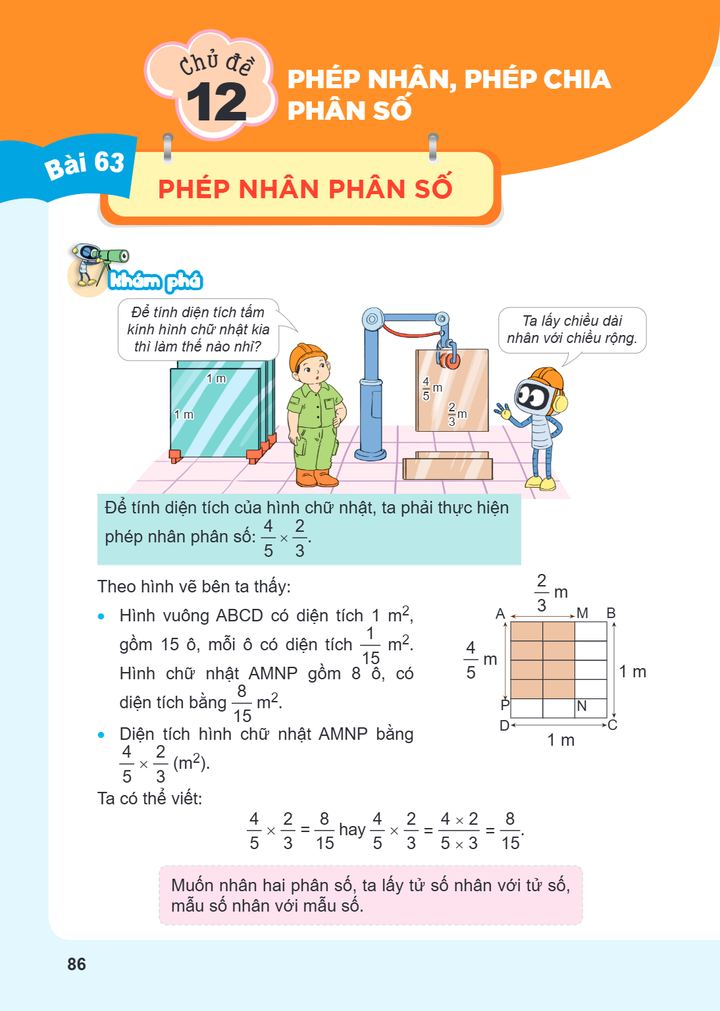 Chủ đề
12
PHÉP NHÂN, PHÉP CHIA
PHÂN SỐ
Bài 63
PHÉP NHÂN PHÂN SỐ
khám phá
Để tính diện tích tấm
kính hình chữ nhật kia
thì làm thế nào nhỉ?
Ta lấy chiều dài
nhân với chiều rộng.
1 m
1 m
4/5 m
2/3 m
Để tính diện tích của hình chữ nhật, ta phải thực hiện
phép nhân phân số: 4/5 × 2/3.
Theo hình vẽ bên ta thấy:
• Hình vuông ABCD có diện tích 1 m²,
gồm 15 ô, mỗi ô có diện tích 1/15 m².
Hình chữ nhật AMNP gồm 8 ô, có
diện tích bằng 8/15 m².
• Diện tích hình chữ nhật AMNP bằng
4/5 × 2/3 (m²).
2/3 m
A M B
4/5 m
1 m
P N
D C
1 m
Ta có thể viết:
4/5 × 2/3 = 8/15 hay 4/5 × 2/3 = 4 × 2/5 × 3 = 8/15.
Muốn nhân hai phân số, ta lấy tử số nhân với tử số,
mẫu số nhân với mẫu số.
86